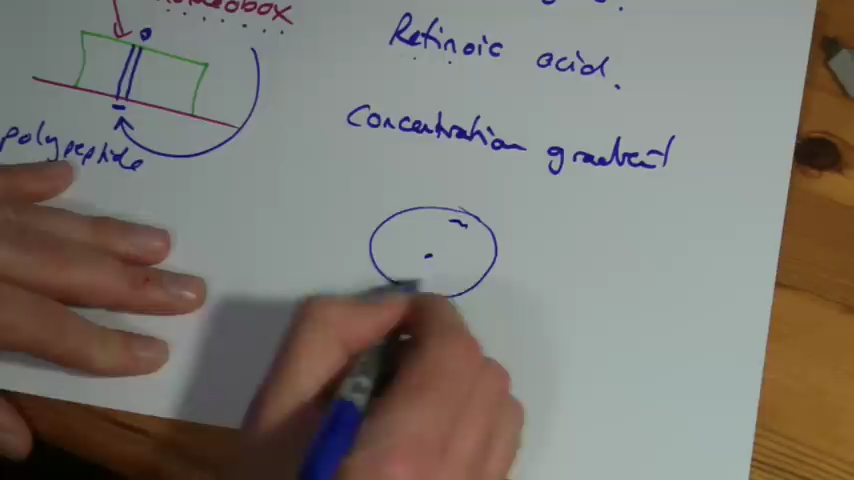 Retinoic acid.
Concentration gradient
polypeptide